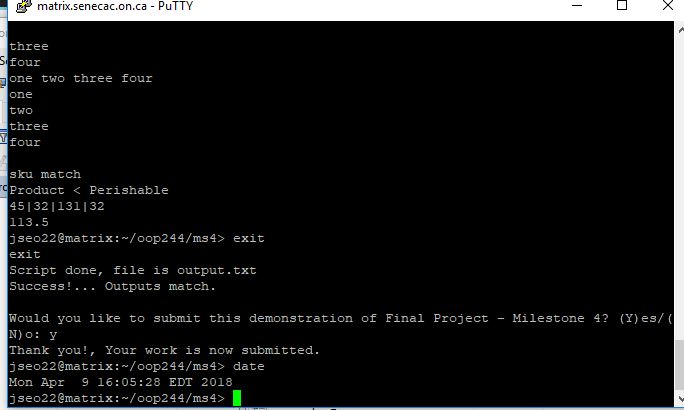 matrix.senecac.on.ca - PuTTY
three
four
one two three four
one
two
three
four
sku match
Product < Perishable
45|32|131|32
113.5
jseo22@matrix:~/oop244/ms4> exit
exit
Script done, file is output.txt
Success!... Outputs match.
Would you like to submit this demonstration of Final Project - Milestone 4? (Y)es/(
N)o: y
Thank you!, Your work is now submitted.
jseo22@matrix:~/oop244/ms4> date
Mon Apr  9 16:05:28 EDT 2018
jseo22@matrix:~/oop244/ms4>